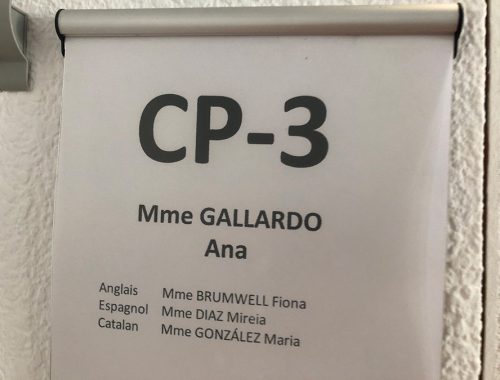 CP-3
Mme GALLARDO
Ana
Anglais Mme BRUMWELL Fiona
Espagnol Mme DIAZ Mireia
Catalan Mme GONZÁLEZ Maria